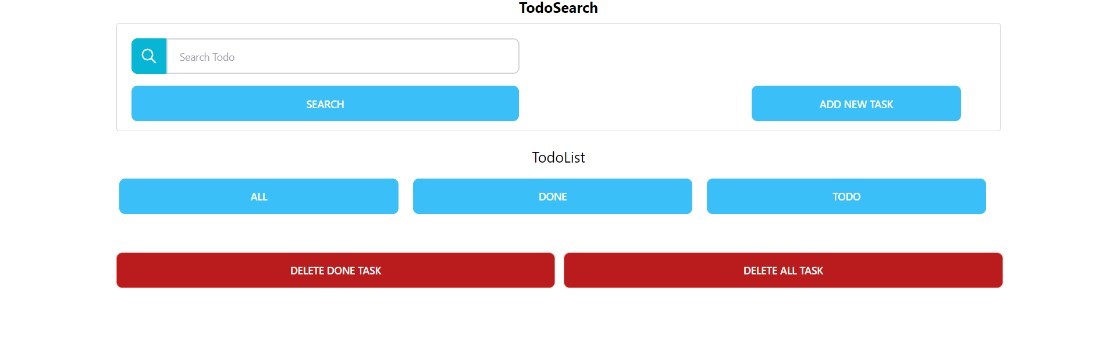 TodoSearch
Search Todo
SEARCH
ADD NEW TASK
TodoList
ALL
DONE
TODO
DELETE DONE TASK
DELETE ALL TASK